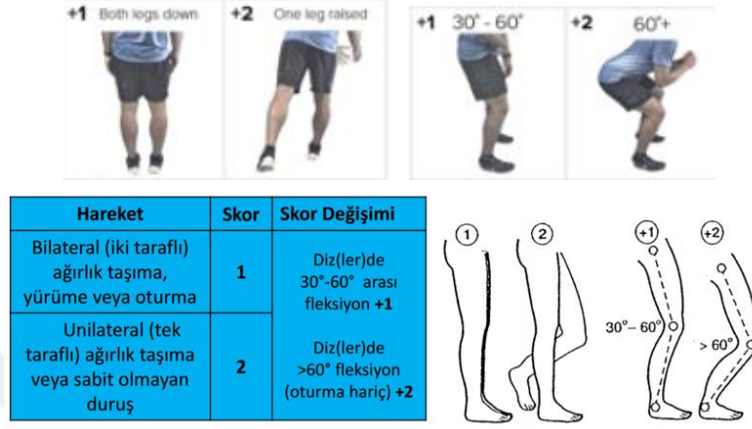 +1 Both legs down
+2 One leg raised
+1 30° - 60°
+2 60°+
Hareket
Skor
Skor Değişimi
Bilateral (iki taraflı)
ağırlık taşıma,
yürüme veya oturma
1
Diz(ler)de
30°-60° arası
fleksiyon +1
Unilateral (tek
taraflı) ağırlık taşıma
veya sabit olmayan
duruş
2
Diz(ler)de
>60° fleksiyon
(oturma hariç) +2
1
2
+1
+2
30°– 60°
> 60°